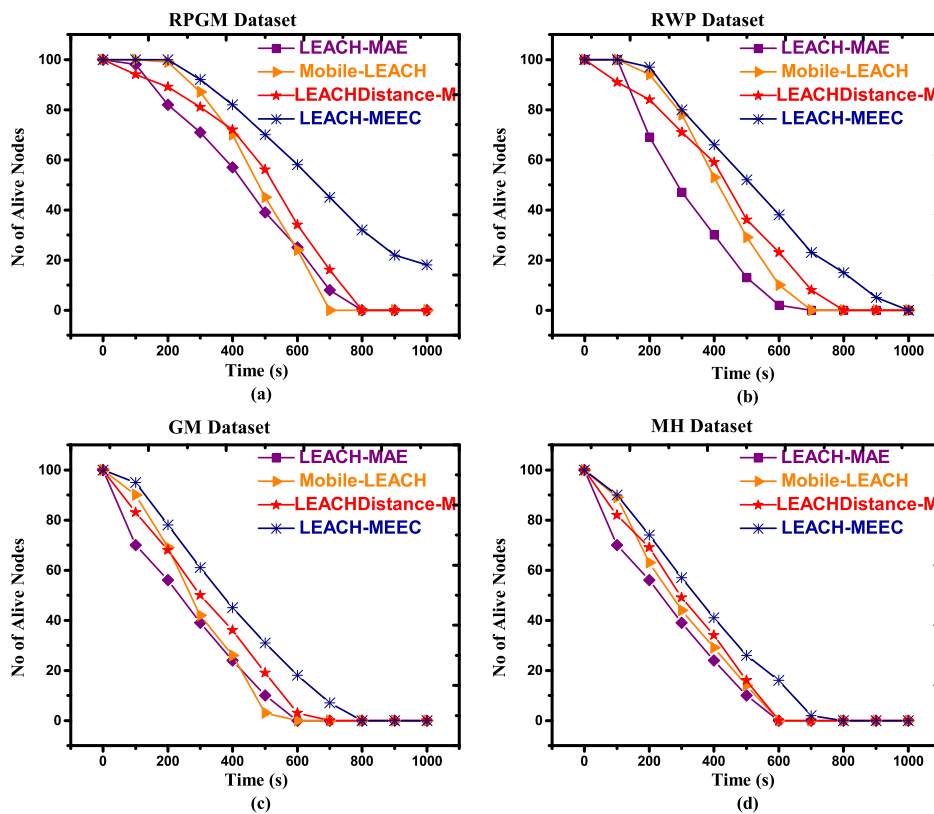 RPGM Dataset
LEACH-MAE
Mobile-LEACH
LEACHDistance-M
LEACH-MEEC
No of Alive Nodes
100
80
60
40
20
0
0 200 400 600 800 1000
Time (s)
(a)
RWP Dataset
LEACH-MAE
Mobile-LEACH
LEACHDistance-M
LEACH-MEEC
No of Alive Nodes
100
80
60
40
20
0
0 200 400 600 800 1000
Time (s)
(b)
GM Dataset
LEACH-MAE
Mobile-LEACH
LEACHDistance-M
LEACH-MEEC
No of Alive Nodes
100
80
60
40
20
0
0 200 400 600 800 1000
Time (s)
(c)
MH Dataset
LEACH-MAE
Mobile-LEACH
LEACHDistance-M
LEACH-MEEC
No of Alive Nodes
100
80
60
40
20
0
0 200 400 600 800 1000
Time (s)
(d)